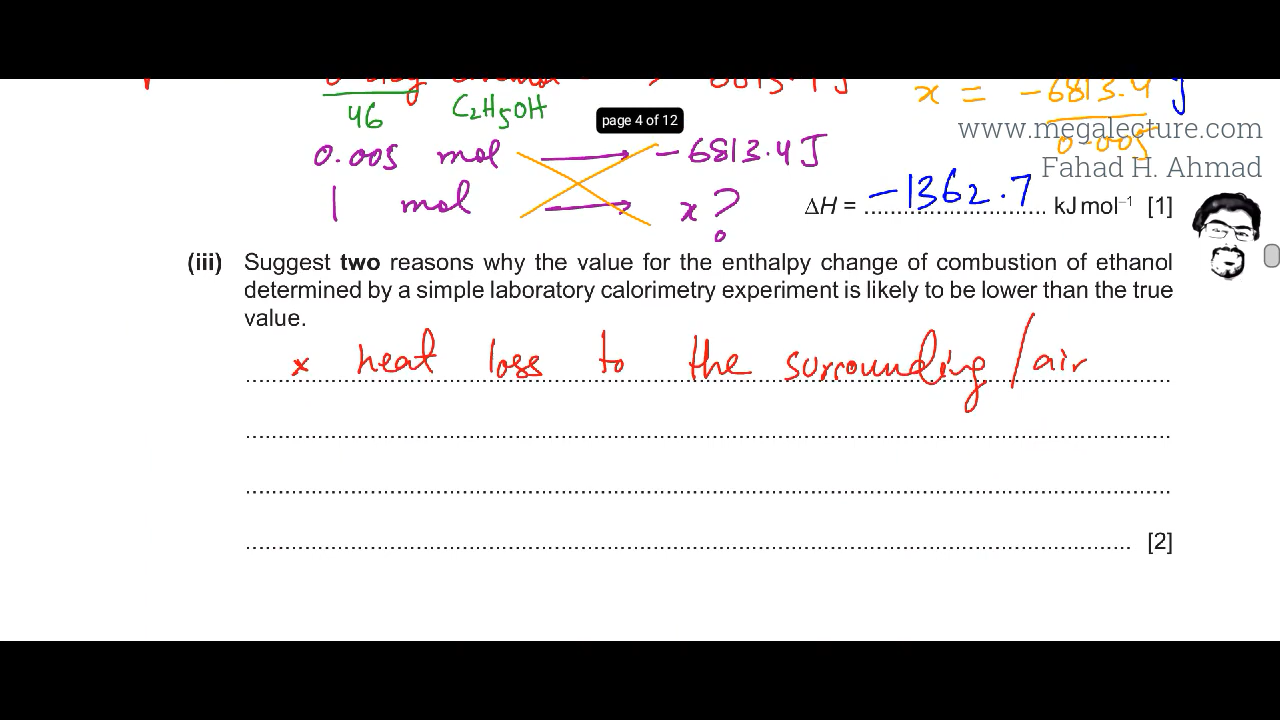 x = -6813.4 J
46 C2H5OH
page 4 of 12
0.005
www.megalecture.com
0.005 mol → -6813.4 J
Fahad H. Ahmad
1 mol → x ?
ΔH = -1362.7 kJ mol⁻¹ [1]
(iii) Suggest two reasons why the value for the enthalpy change of combustion of ethanol
determined by a simple laboratory calorimetry experiment is likely to be lower than the true
value.
x heat loss to the surrounding / air
[2]